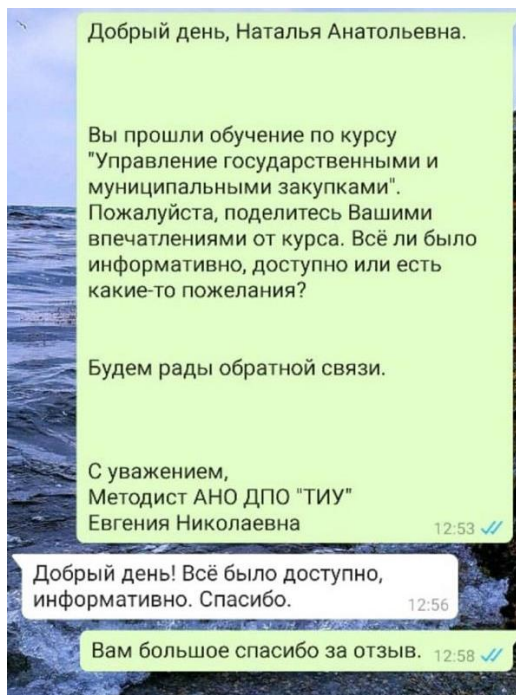 Добрый день, Наталья Анатольевна.
Вы прошли обучение по курсу
"Управление государственными и
муниципальными закупками".
Пожалуйста, поделитесь Вашими
впечатлениями от курса. Всё ли было
информативно, доступно или есть
какие-то пожелания?
Будем рады обратной связи.
С уважением,
Методист АНО ДПО "ТИУ"
Евгения Николаевна
12:53
Добрый день! Всё было доступно,
информативно. Спасибо.
12:56
Вам большое спасибо за отзыв.
12:58